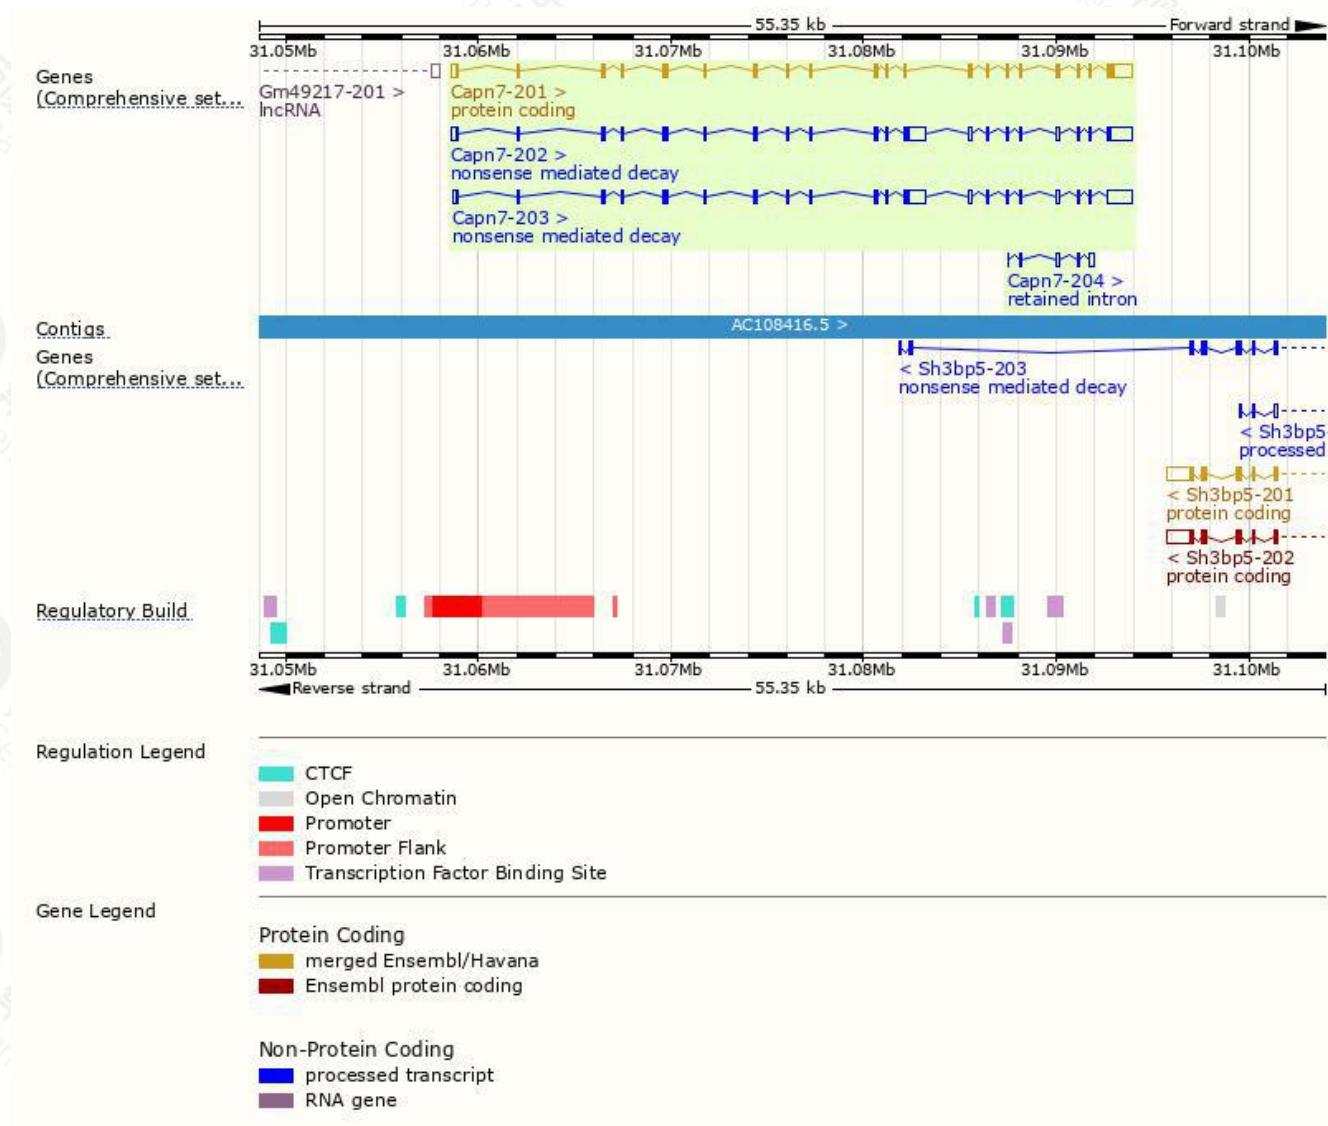 55.35 kb Forward strand
31.05Mb 31.06Mb 31.07Mb 31.08Mb 31.09Mb 31.10Mb
Genes
(Comprehensive set...
Gm49217-201 >
lncRNA
Capn7-201 >
protein coding
Capn7-202 >
nonsense mediated decay
Capn7-203 >
nonsense mediated decay
Capn7-204 >
retained intron
Contigs
AC108416.5 >
Genes
(Comprehensive set...
< Sh3bp5-203
nonsense mediated decay
< Sh3bp5
processed
< Sh3bp5-201
protein coding
< Sh3bp5-202
protein coding
Regulatory Build
31.05Mb 31.06Mb 31.07Mb 31.08Mb 31.09Mb 31.10Mb
Reverse strand 55.35 kb
Regulation Legend
CTCF
Open Chromatin
Promoter
Promoter Flank
Transcription Factor Binding Site
Gene Legend
Protein Coding
merged Ensembl/Havana
Ensembl protein coding
Non-Protein Coding
processed transcript
RNA gene